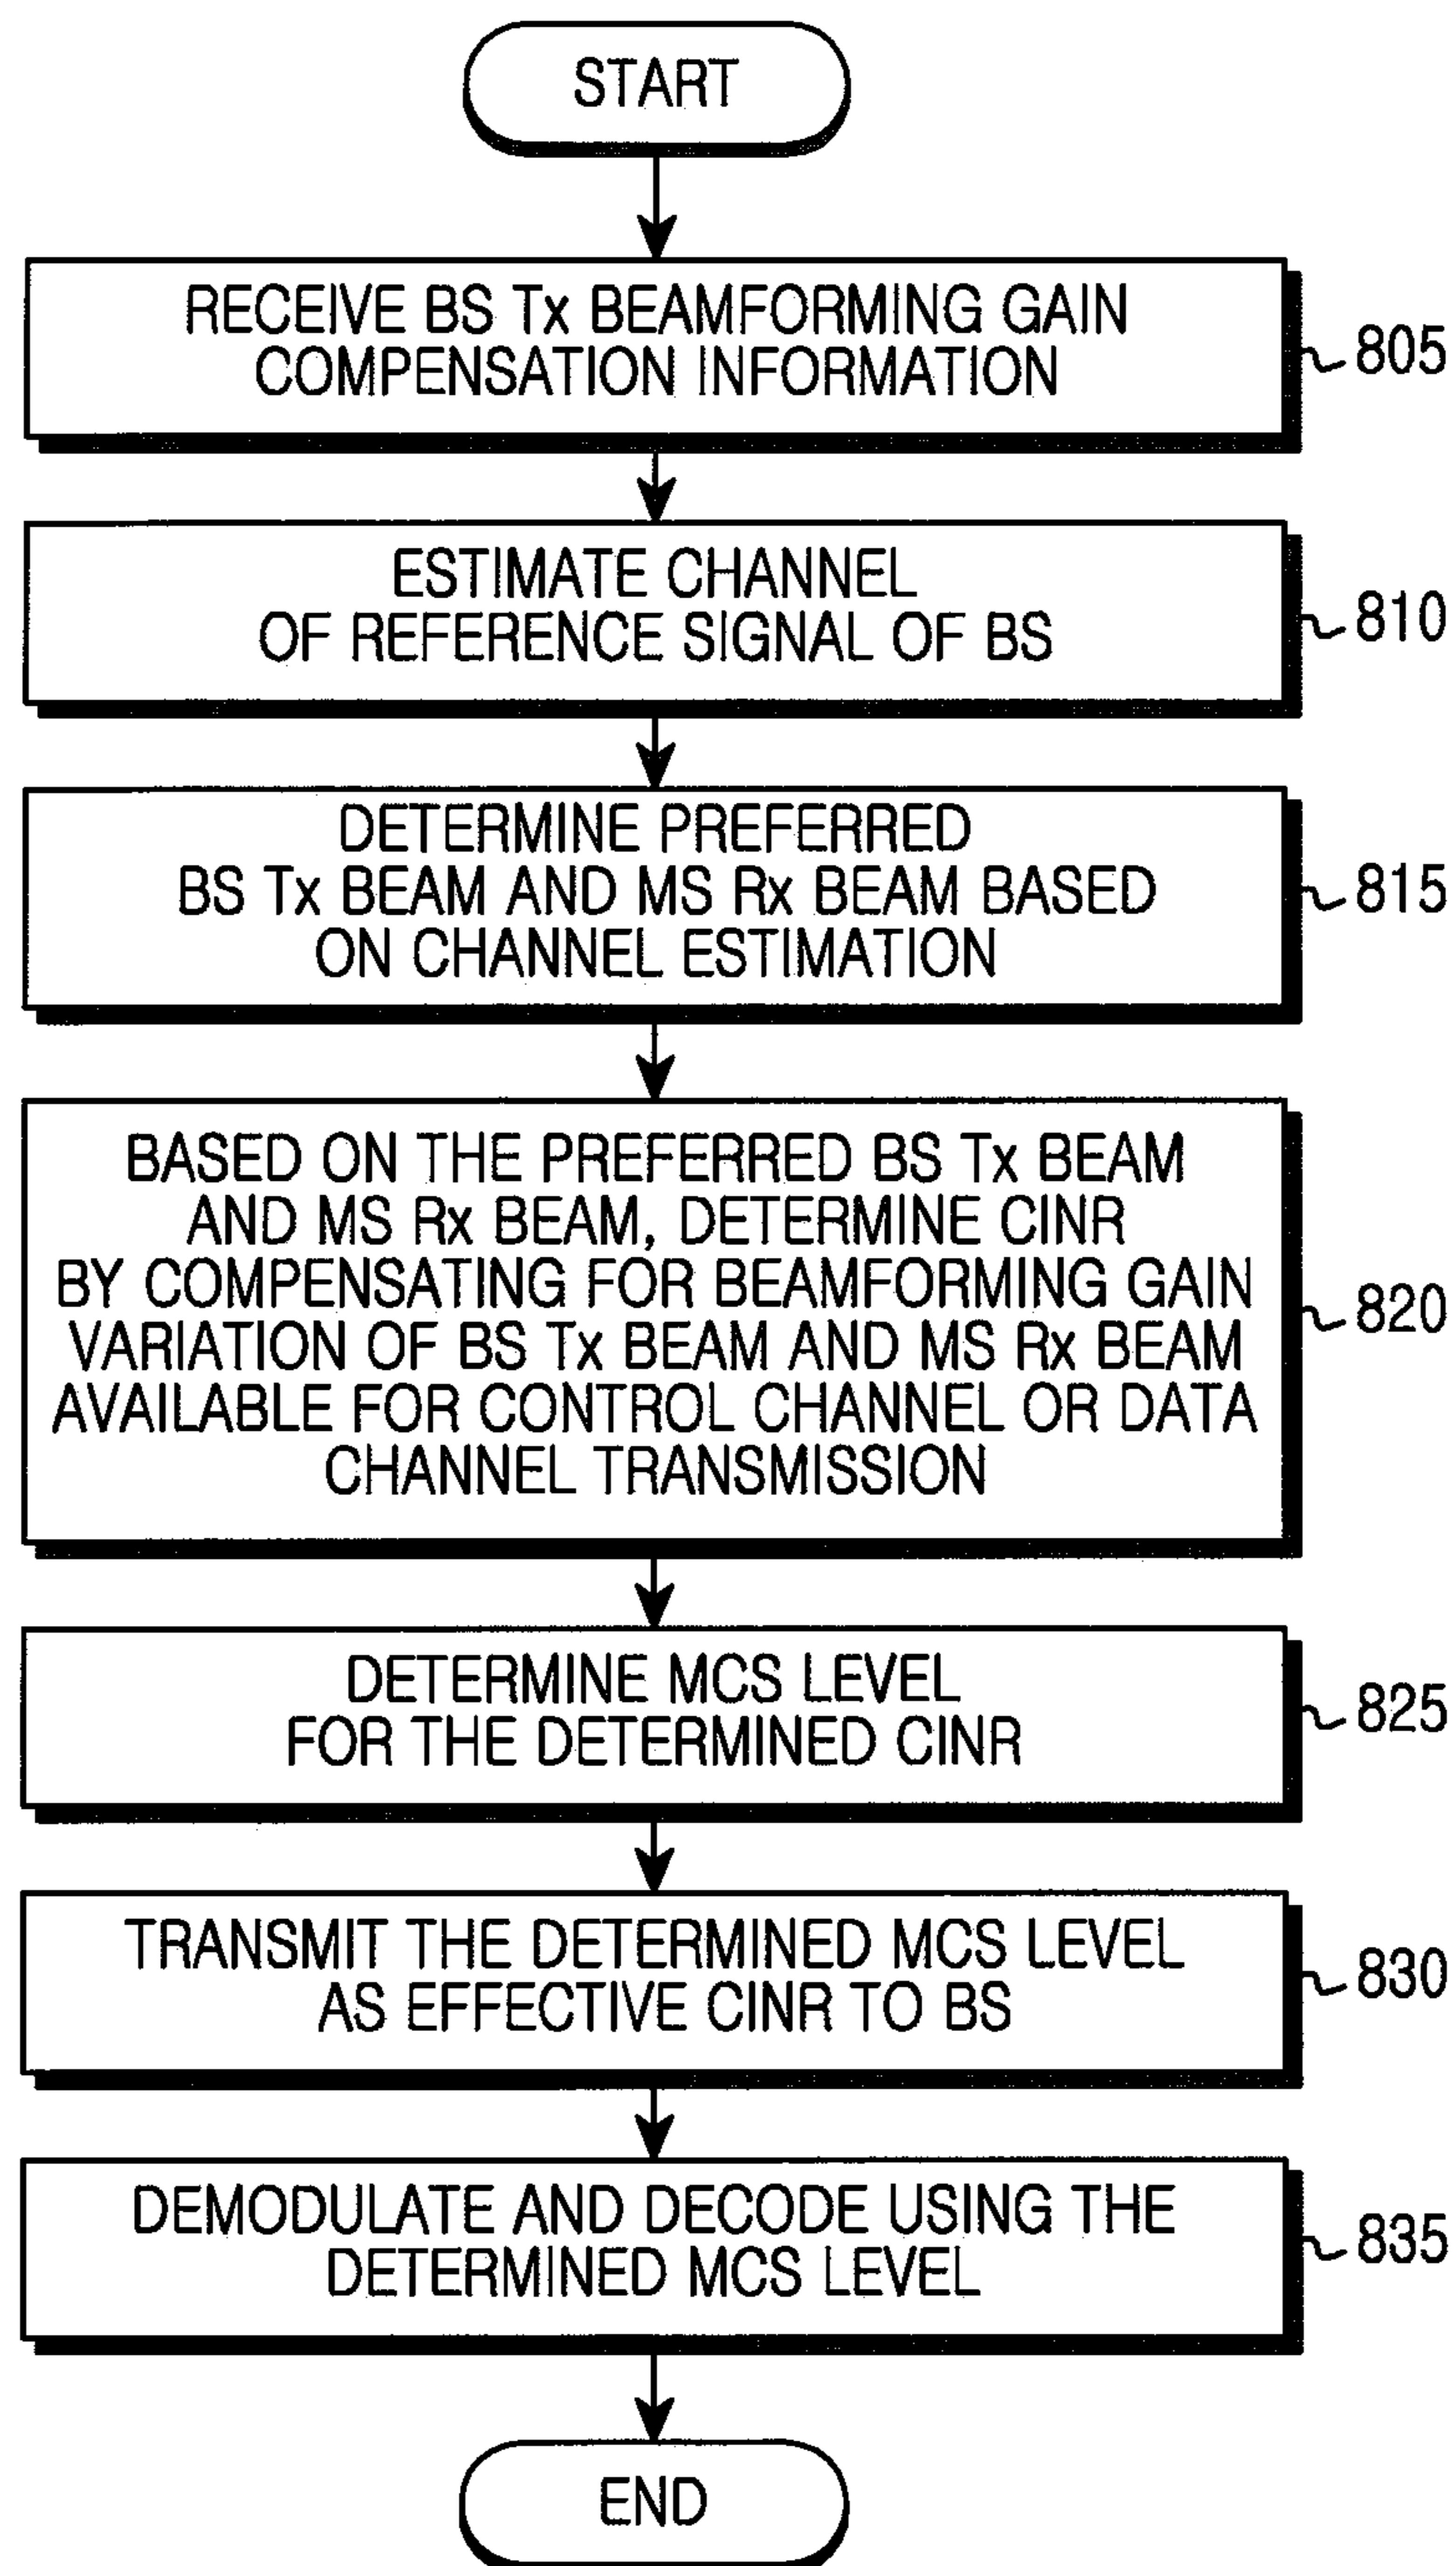 START
RECEIVE BS Tx BEAMFORMING GAIN
COMPENSATION INFORMATION
805
ESTIMATE CHANNEL
OF REFERENCE SIGNAL OF BS
810
DETERMINE PREFERRED
BS Tx BEAM AND MS Rx BEAM BASED
ON CHANNEL ESTIMATION
815
BASED ON THE PREFERRED BS Tx BEAM
AND MS Rx BEAM, DETERMINE CINR
BY COMPENSATING FOR BEAMFORMING GAIN
VARIATION OF BS Tx BEAM AND MS Rx BEAM
AVAILABLE FOR CONTROL CHANNEL OR DATA
CHANNEL TRANSMISSION
820
DETERMINE MCS LEVEL
FOR THE DETERMINED CINR
825
TRANSMIT THE DETERMINED MCS LEVEL
AS EFFECTIVE CINR TO BS
830
DEMODULATE AND DECODE USING THE
DETERMINED MCS LEVEL
835
END